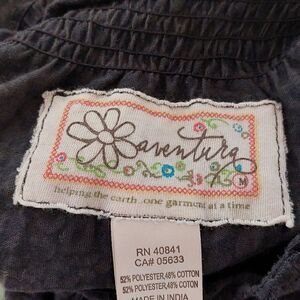 aventura
M
helping the earth..one garment at a time
RN 40841
CA# 05633
52% POLYESTER,48% COTTON
52% POLYESTER,48% COTON
MADE IN INDIA